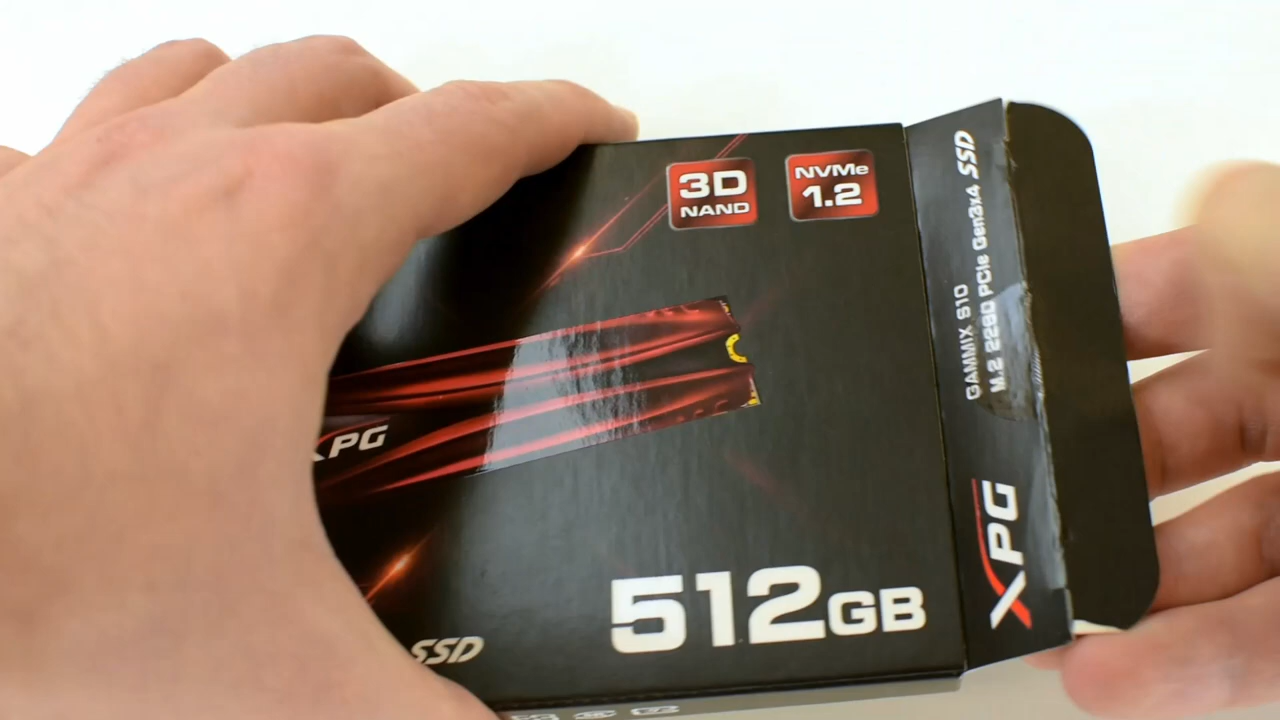 3D
NAND
NVMe
1.2
XPG
512GB
SSD
GAMMIX S10
M.2 2280 PCIe Gen3x4 SSD
XPG